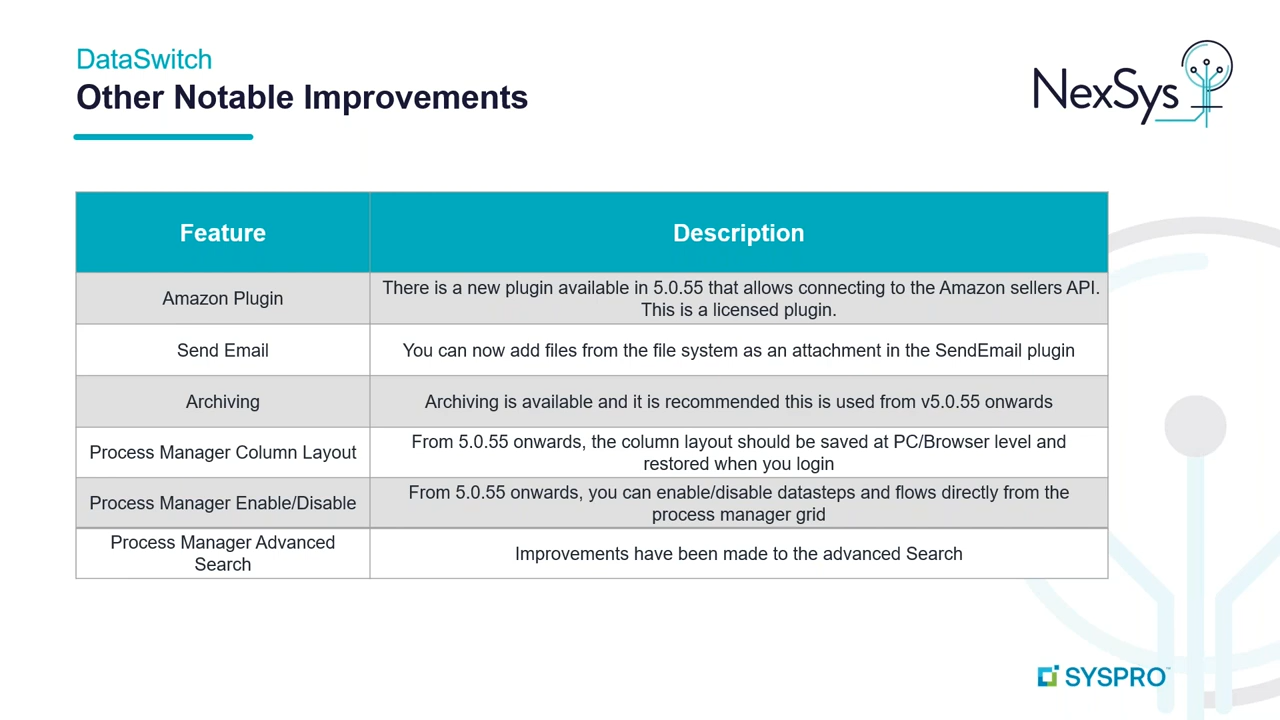 DataSwitch
Other Notable Improvements
NexSys
Feature
Description
Amazon Plugin
There is a new plugin available in 5.0.55 that allows connecting to the Amazon sellers API.
This is a licensed plugin.
Send Email
You can now add files from the file system as an attachment in the SendEmail plugin
Archiving
Archiving is available and it is recommended this is used from v5.0.55 onwards
Process Manager Column Layout
From 5.0.55 onwards, the column layout should be saved at PC/Browser level and
restored when you login
Process Manager Enable/Disable
From 5.0.55 onwards, you can enable/disable datasteps and flows directly from the
process manager grid
Process Manager Advanced
Search
Improvements have been made to the advanced Search
SYSPRO™